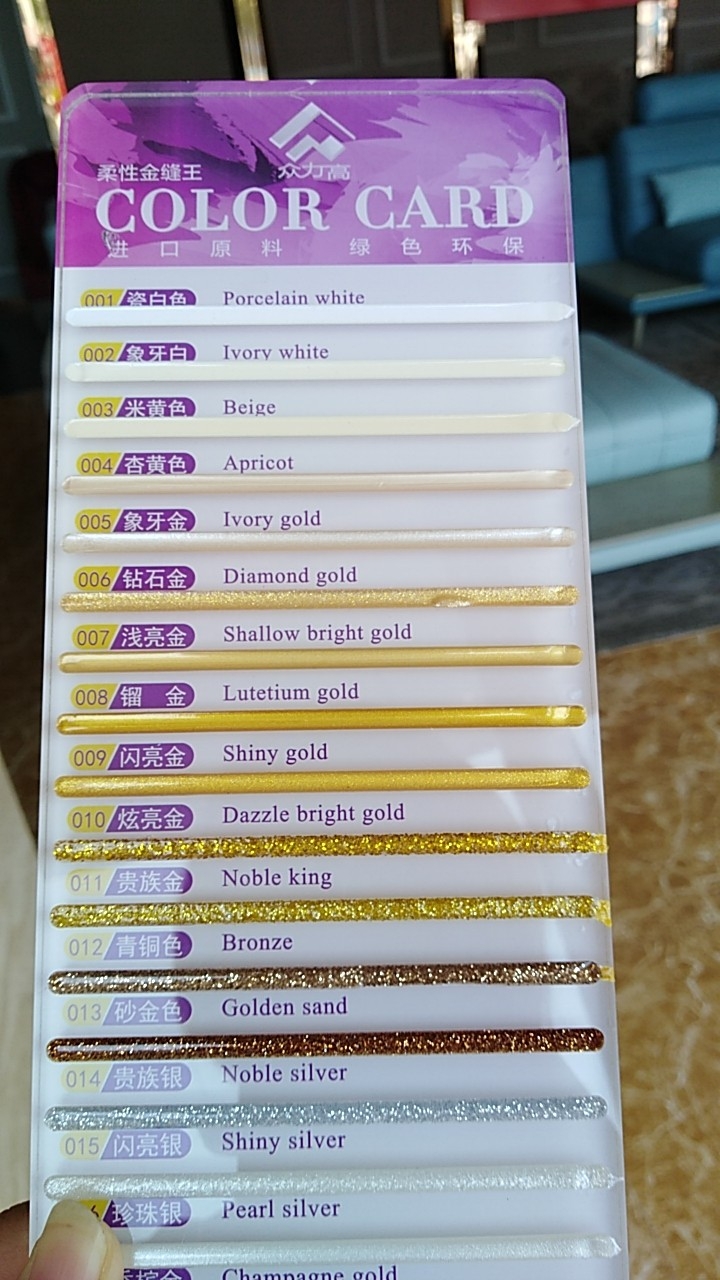 众力高
柔性金缝王
COLOR CARD
进口原料 绿色环保
001 瓷白色 Porcelain white
002 象牙白 Ivory white
003 米黄色 Beige
004 杏黄色 Apricot
005 象牙金 Ivory gold
006 钻石金 Diamond gold
007 浅亮金 Shallow bright gold
008 镏 金 Lutetium gold
009 闪亮金 Shiny gold
010 炫亮金 Dazzle bright gold
011 贵族金 Noble king
012 青铜色 Bronze
013 砂金色 Golden sand
014 贵族银 Noble silver
015 闪亮银 Shiny silver
6 珍珠银 Pearl silver
Champagne gold